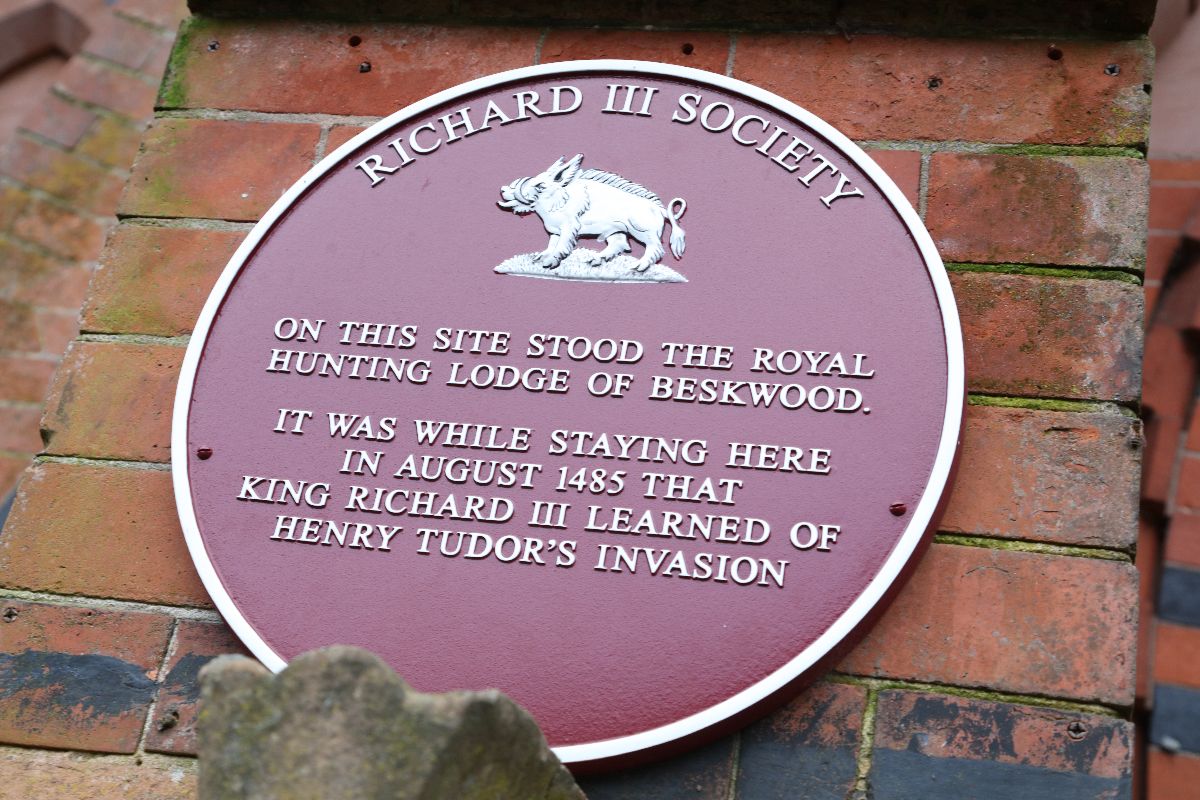 RICHARD III SOCIETY
ON THIS SITE STOOD THE ROYAL
HUNTING LODGE OF BESKWOOD.
IT WAS WHILE STAYING HERE
IN AUGUST 1485 THAT
KING RICHARD III LEARNED OF
HENRY TUDOR'S INVASION